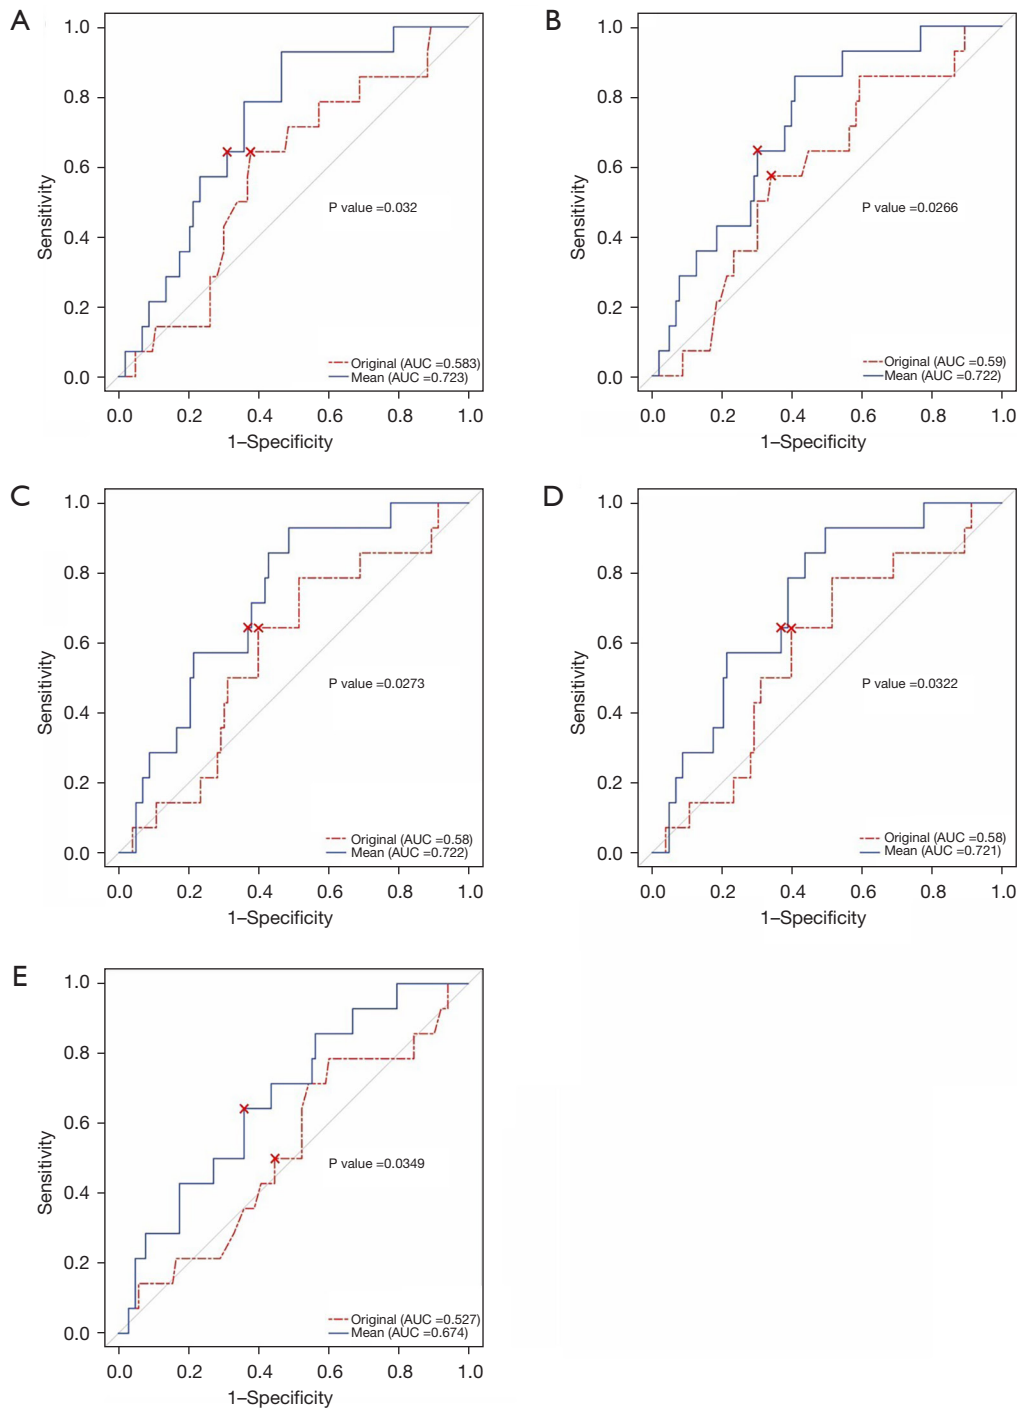 A
B
1.0
0.8
0.6
0.4
0.2
0.0
Sensitivity
P value =0.032
Original (AUC =0.583)
Mean (AUC =0.723)
0.0 0.2 0.4 0.6 0.8 1.0
1–Specificity
1.0
0.8
0.6
0.4
0.2
0.0
Sensitivity
P value =0.0266
Original (AUC =0.59)
Mean (AUC =0.722)
0.0 0.2 0.4 0.6 0.8 1.0
1–Specificity
C
D
1.0
0.8
0.6
0.4
0.2
0.0
Sensitivity
P value =0.0273
Original (AUC =0.58)
Mean (AUC =0.722)
0.0 0.2 0.4 0.6 0.8 1.0
1–Specificity
1.0
0.8
0.6
0.4
0.2
0.0
Sensitivity
P value =0.0322
Original (AUC =0.58)
Mean (AUC =0.721)
0.0 0.2 0.4 0.6 0.8 1.0
1–Specificity
E
1.0
0.8
0.6
0.4
0.2
0.0
Sensitivity
P value =0.0349
Original (AUC =0.527)
Mean (AUC =0.674)
0.0 0.2 0.4 0.6 0.8 1.0
1–Specificity